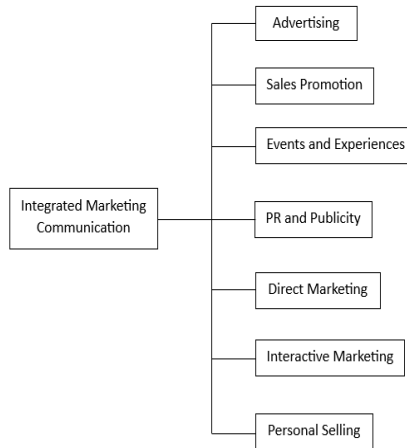 Advertising
Sales Promotion
Events and Experiences
Integrated Marketing
Communication
PR and Publicity
Direct Marketing
Interactive Marketing
Personal Selling